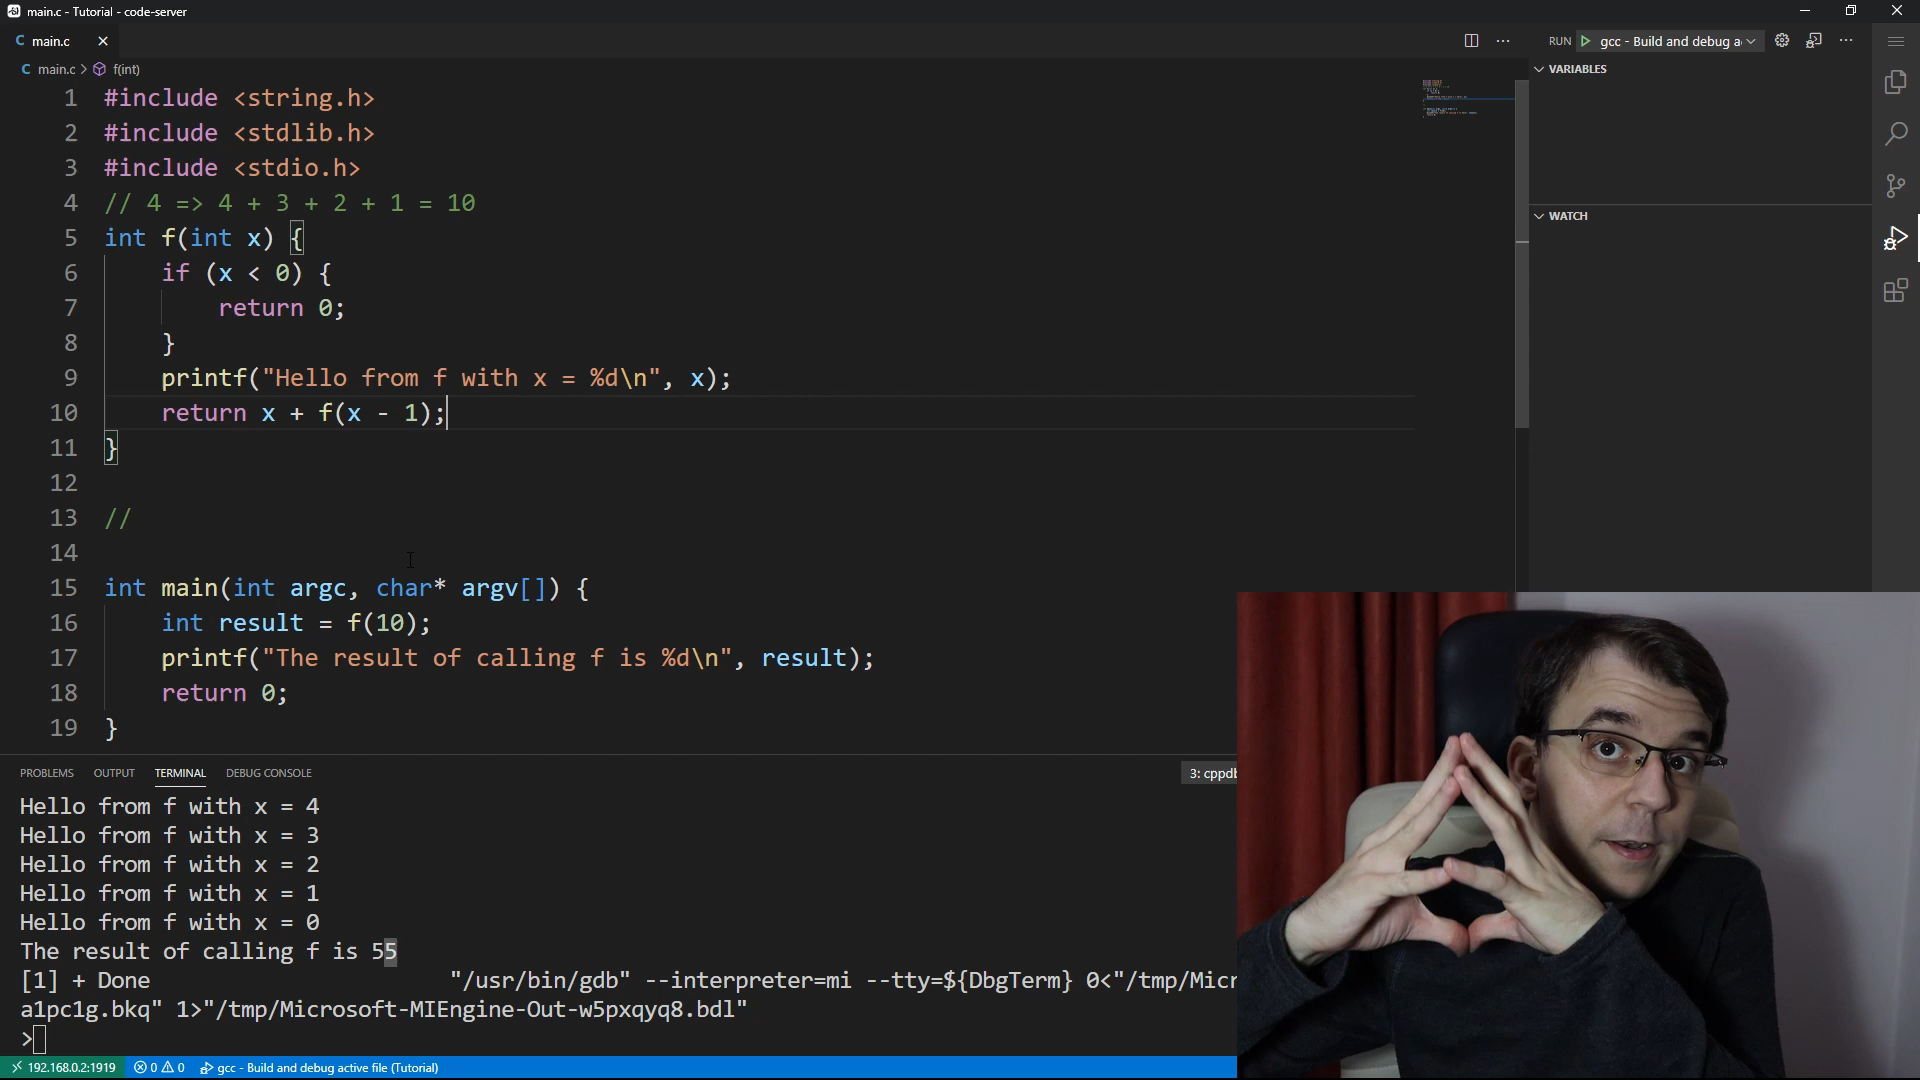 main.c - Tutorial - code-server
C main.c
RUN gcc - Build and debug a
C main.c > f(int)
VARIABLES
WATCH
1 #include <string.h>
2 #include <stdlib.h>
3 #include <stdio.h>
4 // 4 => 4 + 3 + 2 + 1 = 10
5 int f(int x) {
6 if (x < 0) {
7 return 0;
8 }
9 printf("Hello from f with x = %d\n", x);
10 return x + f(x - 1);
11 }
12
13 //
14
15 int main(int argc, char* argv[]) {
16 int result = f(10);
17 printf("The result of calling f is %d\n", result);
18 return 0;
19 }
PROBLEMS OUTPUT TERMINAL DEBUG CONSOLE 3: cppdb
Hello from f with x = 4
Hello from f with x = 3
Hello from f with x = 2
Hello from f with x = 1
Hello from f with x = 0
The result of calling f is 55
[1] + Done "/usr/bin/gdb" --interpreter=mi --tty=${DbgTerm} 0<"/tmp/Micr
a1pc1g.bkq" 1>"/tmp/Microsoft-MIEngine-Out-w5pxqyq8.bdl"
>
192.168.0.2:1919 0 0 gcc - Build and debug active file (Tutorial)